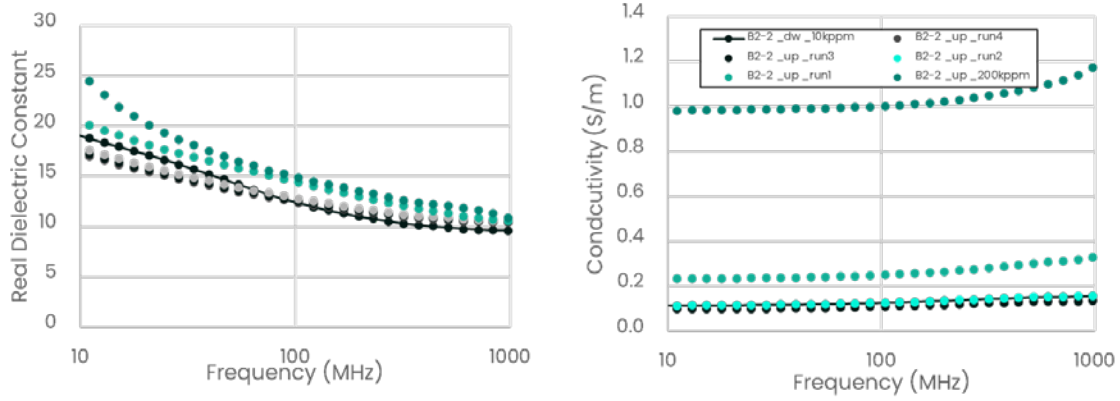 30
25
20
15
10
5
0
Real Dielectric Constant
10
100
1000
Frequency (MHz)
1.4
1.2
1.0
0.8
0.6
0.4
0.2
0.0
Condcutivity (S/m)
B2-2 _dw _10kppm
B2-2 _up _run4
B2-2 _up _run3
B2-2 _up _run2
B2-2 _up _run1
B2-2 _up _200kppm
10
100
1000
Frequency (MHz)